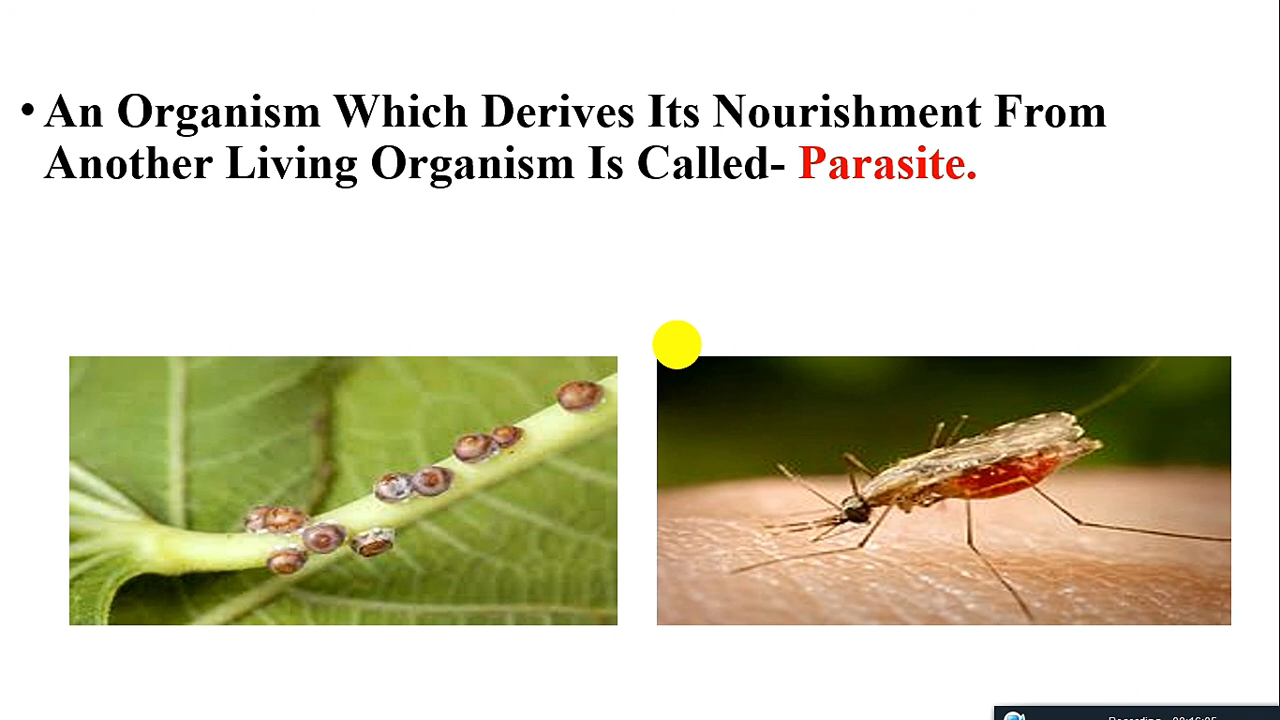 • An Organism Which Derives Its Nourishment From
Another Living Organism Is Called- Parasite.